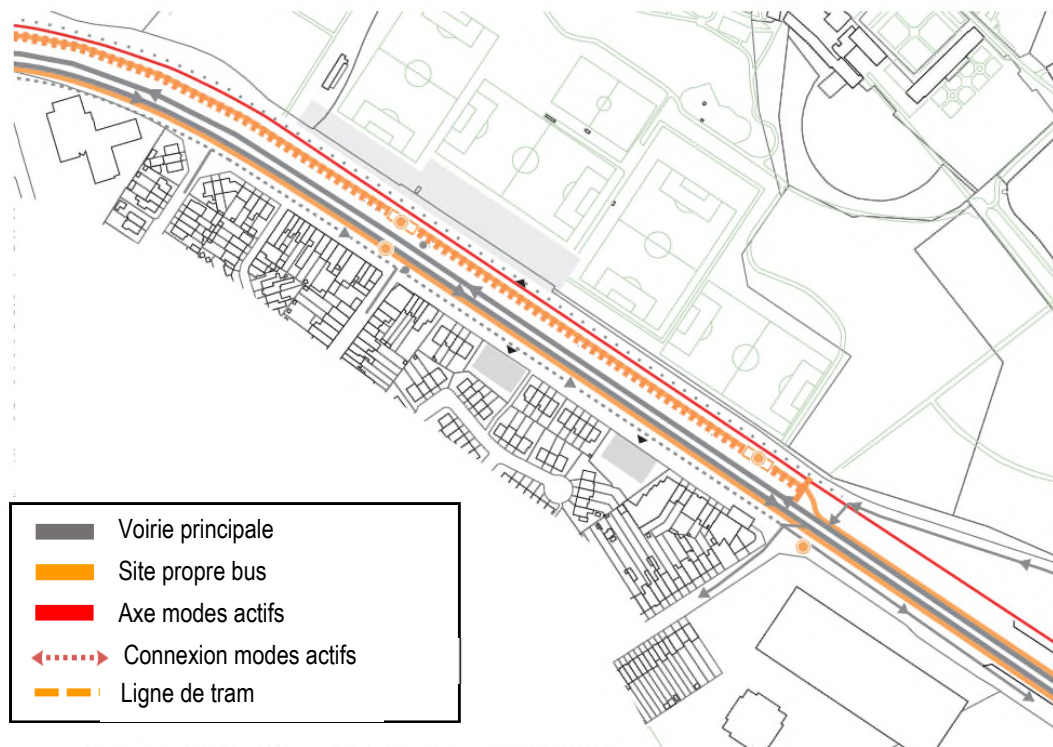 Voirie principale
Site propre bus
Axe modes actifs
Connexion modes actifs
Ligne de tram